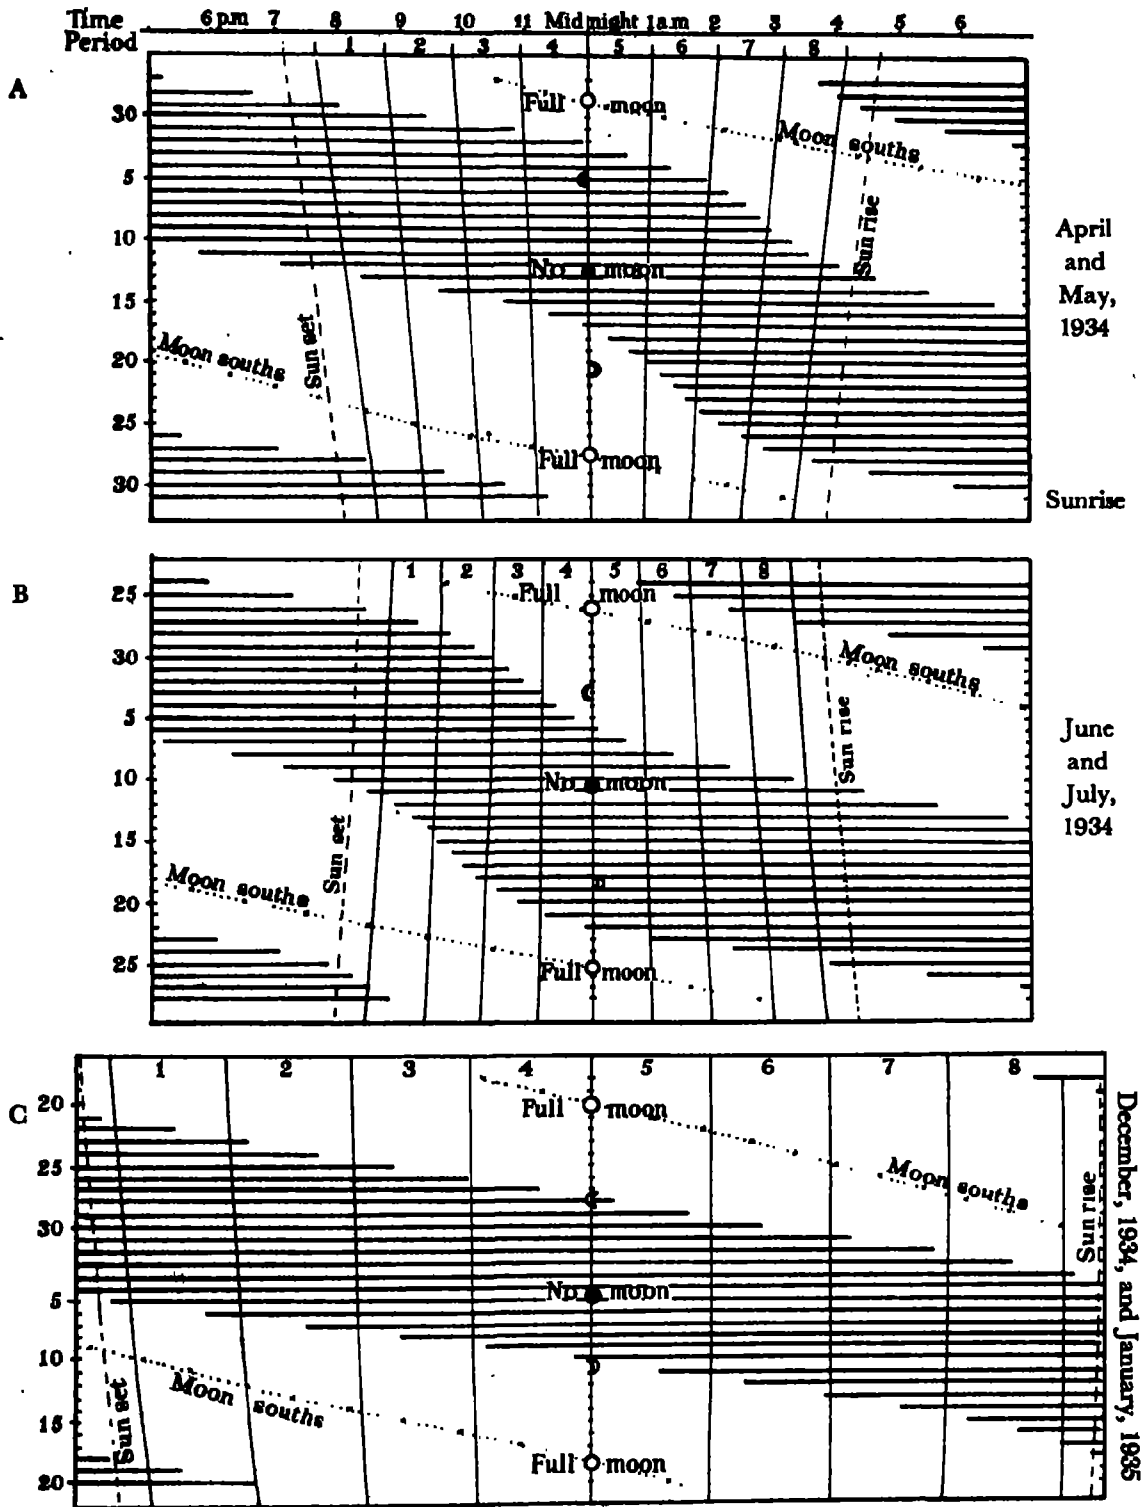 Time 6 p.m 7 8 9 10 11 Midnight 1a.m 2 3 4 5 6
Period 1 2 3 4 5 6 7 8
A
Full moon
Moon souths
30
5
Sun rise
10
No moon
15
Sun set
Moon souths
20
25
Full moon
30
April
and
May,
1934
Sunrise
B
1 2 3 4 5 6 7 8
25
Full moon
Moon souths
30
5
Sun rise
10
No moon
15
Sun set
Moon souths
20
25
Full moon
June
and
July,
1934
C
1 2 3 4 5 6 7 8
20
Full moon
Moon souths
25
30
Sun rise
5
No moon
10
Moon souths
Sun set
15
Full moon
20
December, 1934, and January, 1935